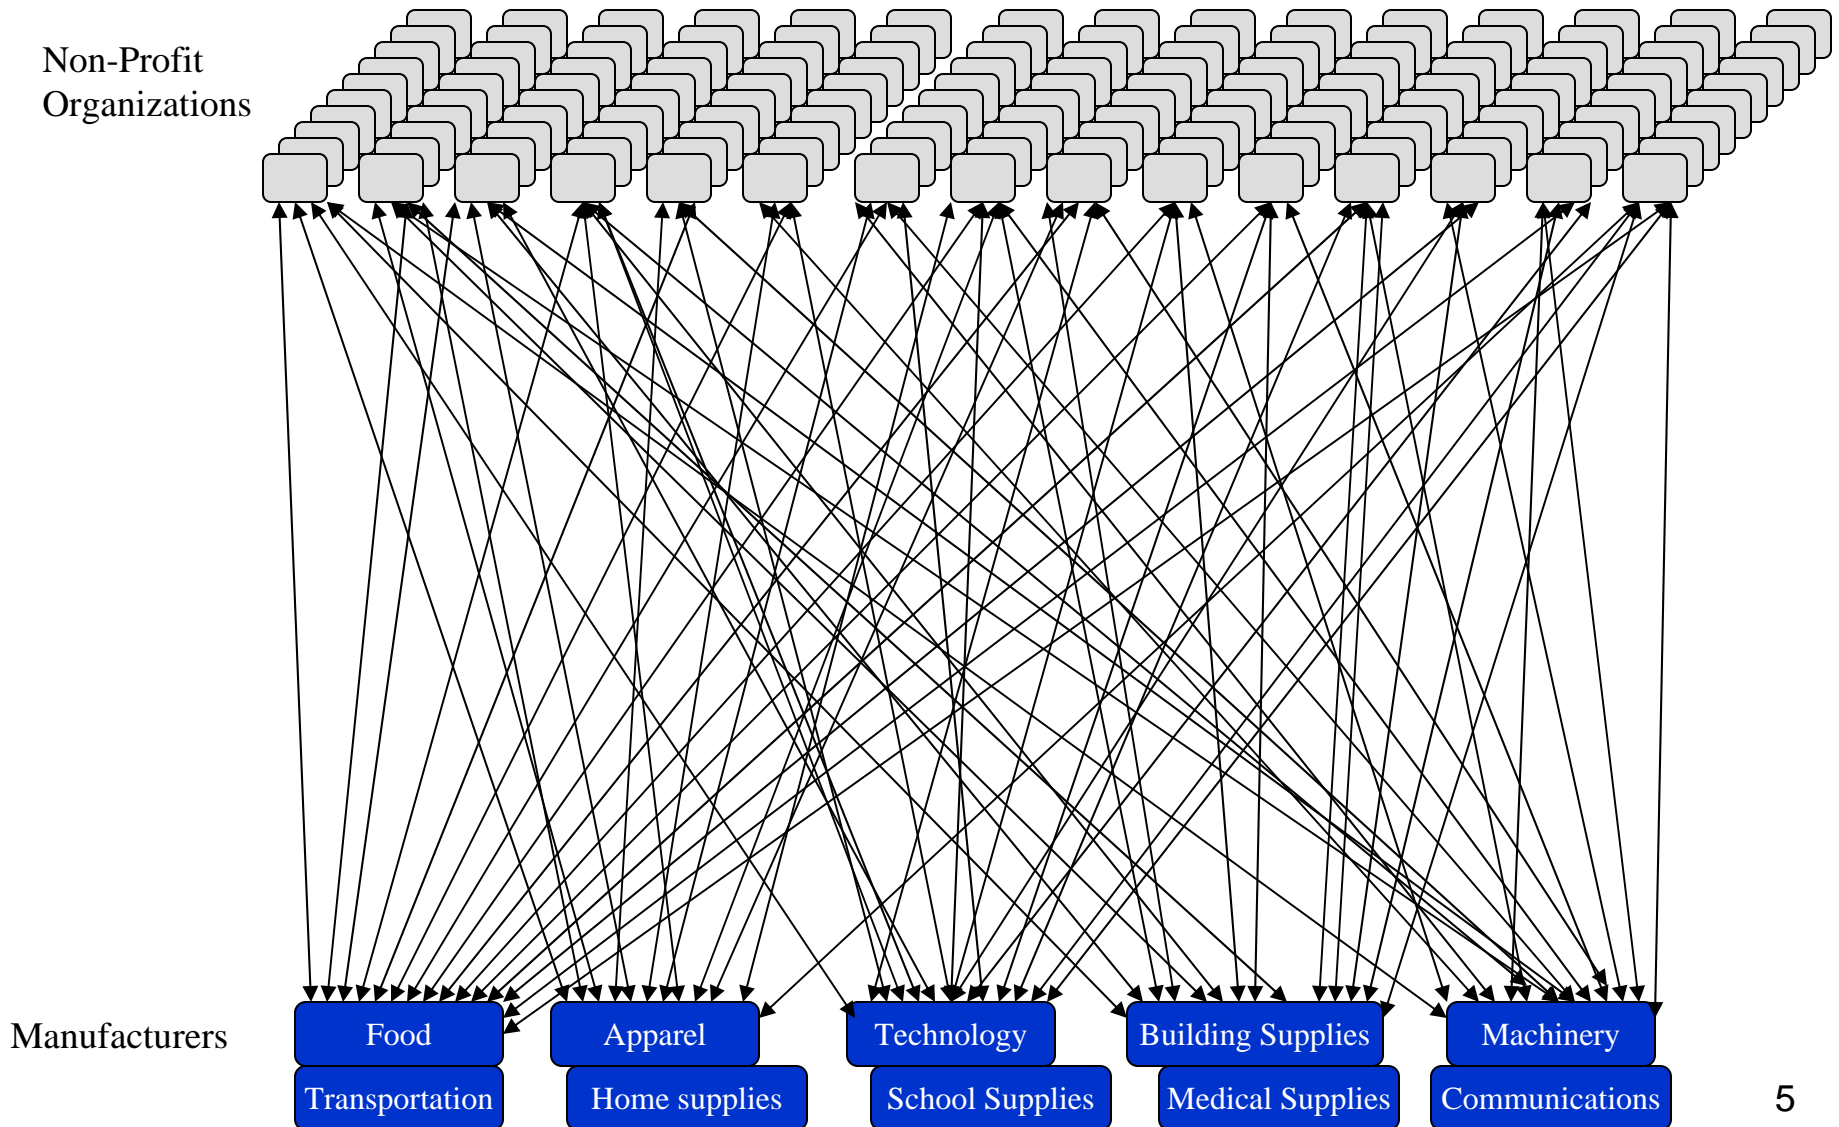 Non-Profit
Organizations
Manufacturers
Food
Apparel
Technology
Building Supplies
Machinery
Transportation
Home supplies
School Supplies
Medical Supplies
Communications
5